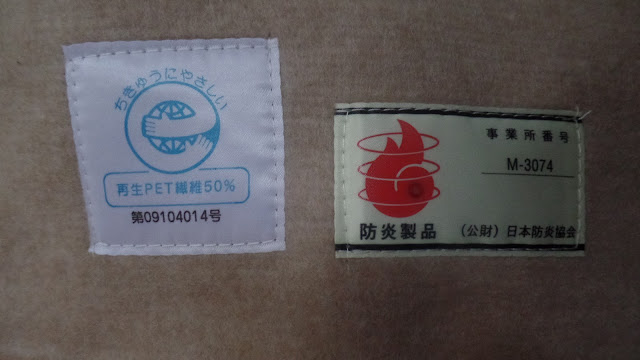 ちきゅうにやさしい
再生PET繊維50%
第09104014号
事業所番号
M-3074
防炎製品
(公財) 日本防炎協会